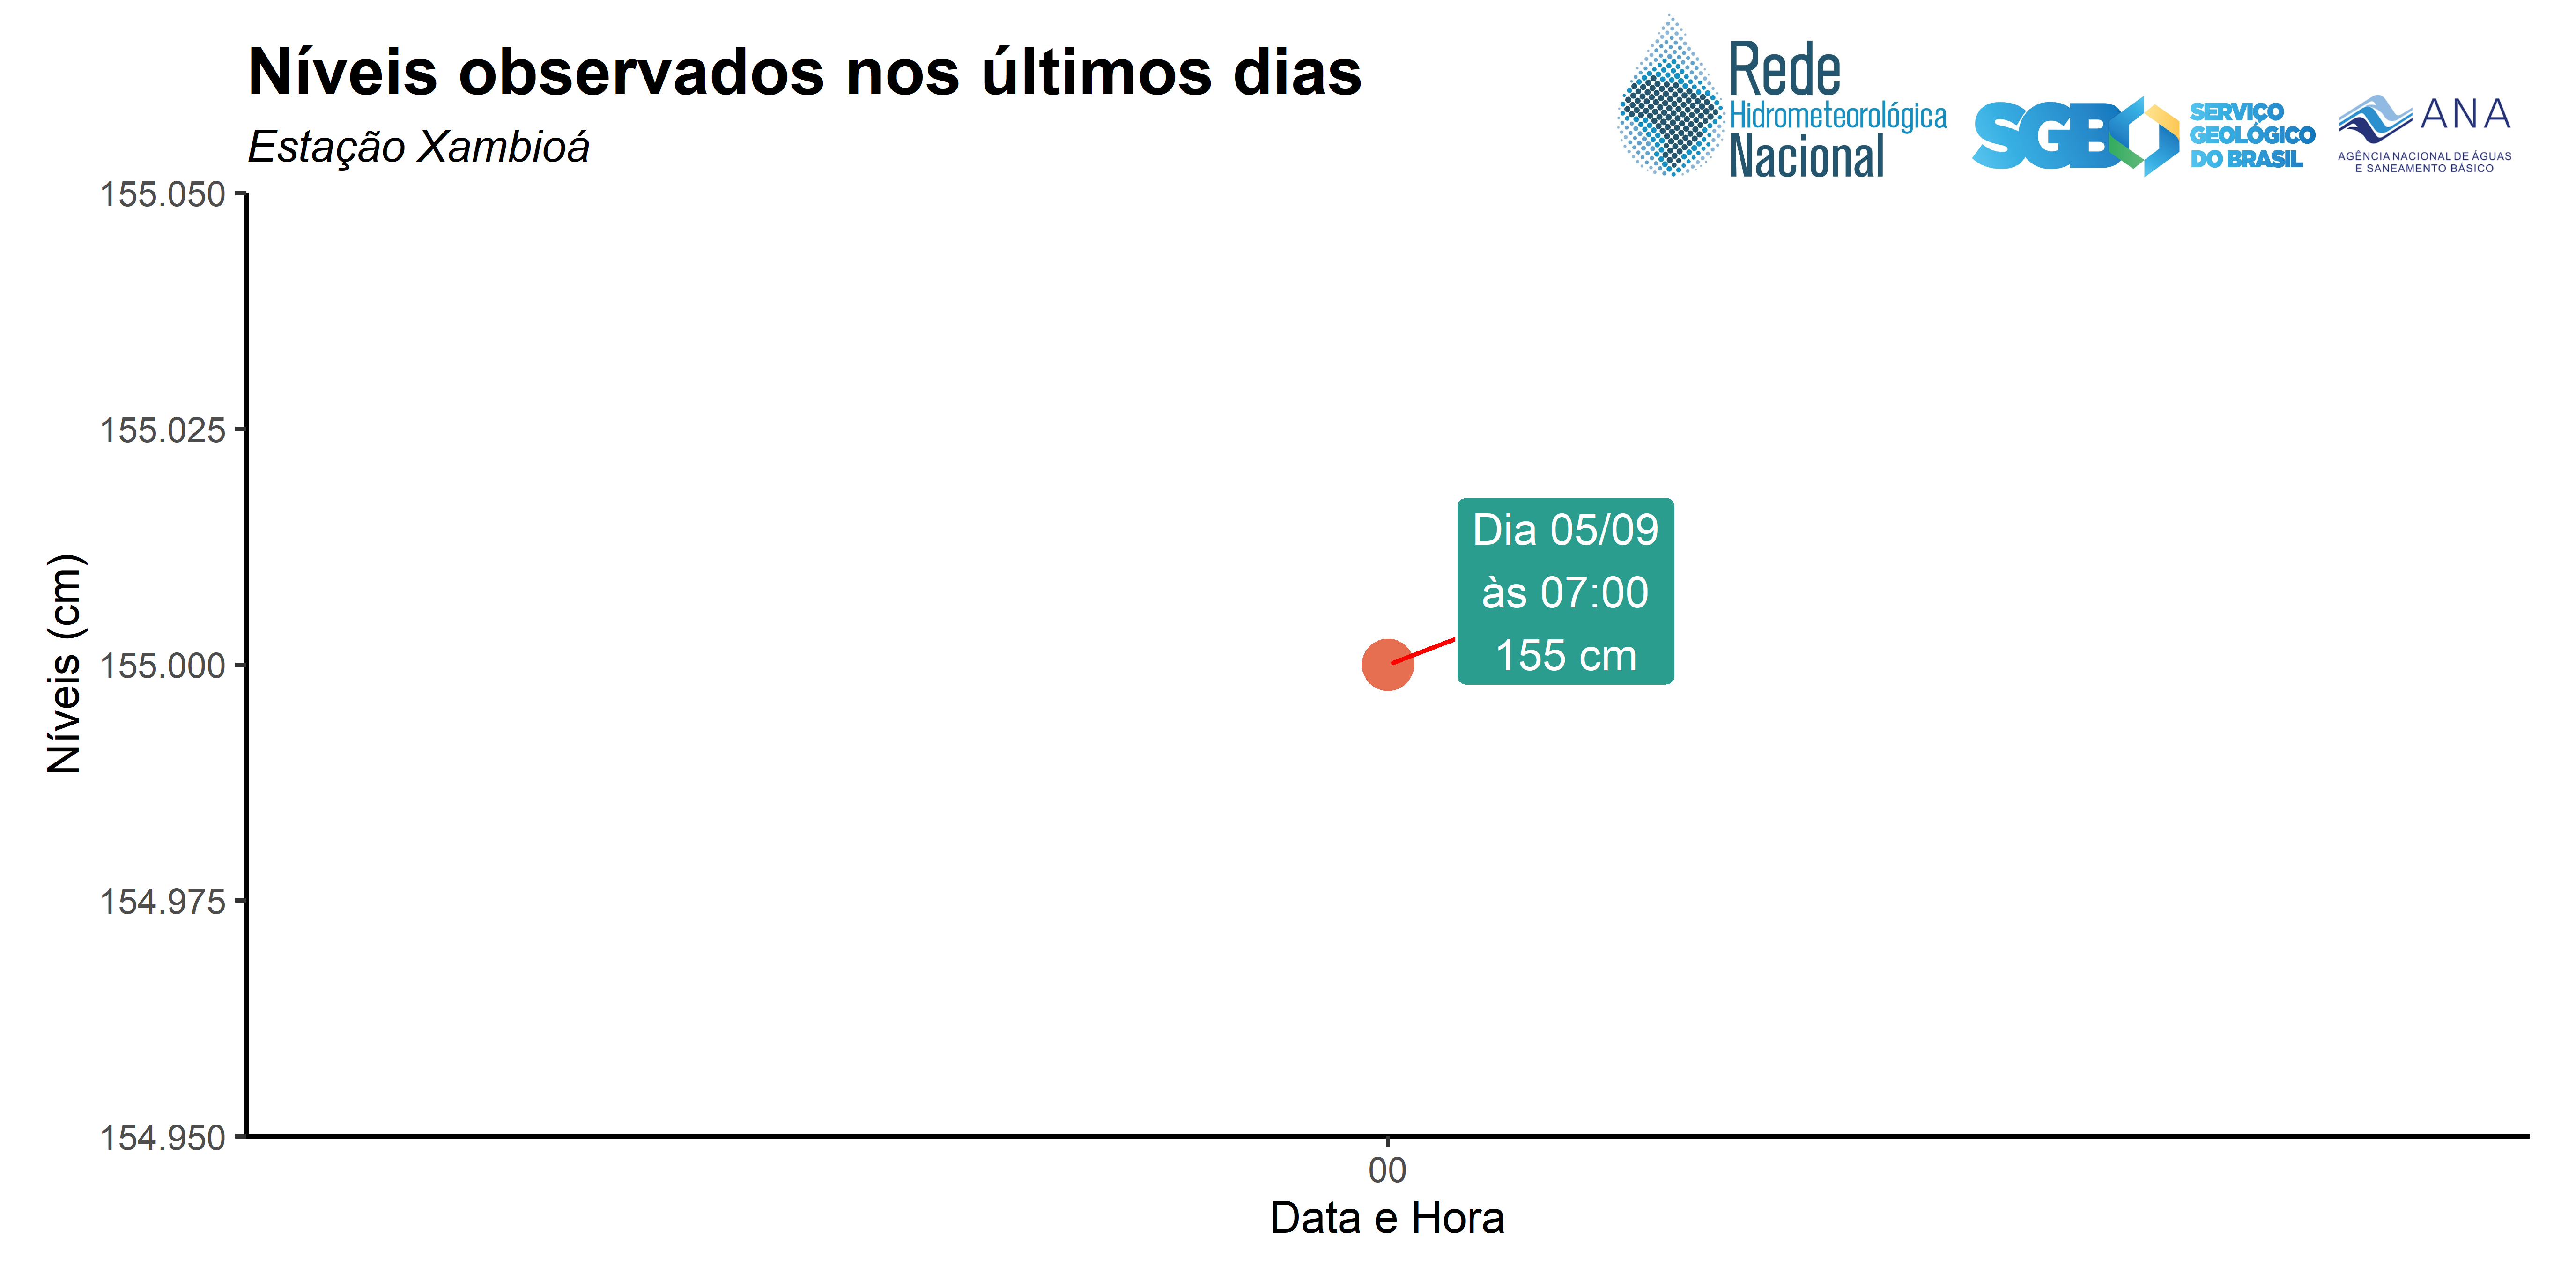 Níveis observados nos últimos dias
Estação Xambioá
Rede
Hidrometeorológica
Nacional
SGB
SERVIÇO
GEOLÓGICO
DO BRASIL
ANA
AGÊNCIA NACIONAL DE ÁGUAS
E SANEAMENTO BÁSICO
Níveis (cm)
155.050
155.025
155.000
154.975
154.950
Dia 05/09
às 07:00
155 cm
00
Data e Hora